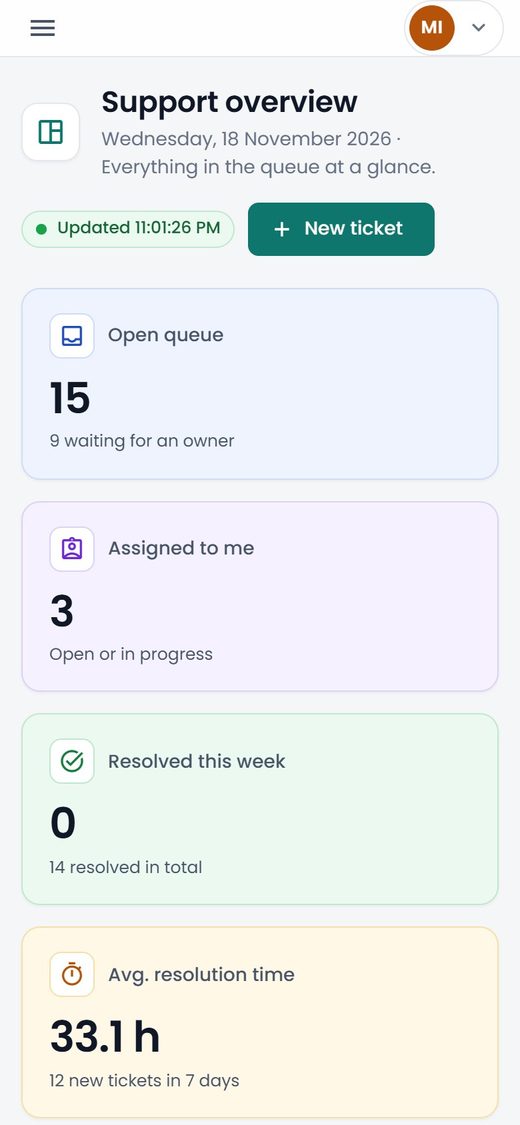 MI
Support overview
Wednesday, 18 November 2026 ·
Everything in the queue at a glance.
Updated 11:01:26 PM
+ New ticket
Open queue
15
9 waiting for an owner
Assigned to me
3
Open or in progress
Resolved this week
0
14 resolved in total
Avg. resolution time
33.1 h
12 new tickets in 7 days